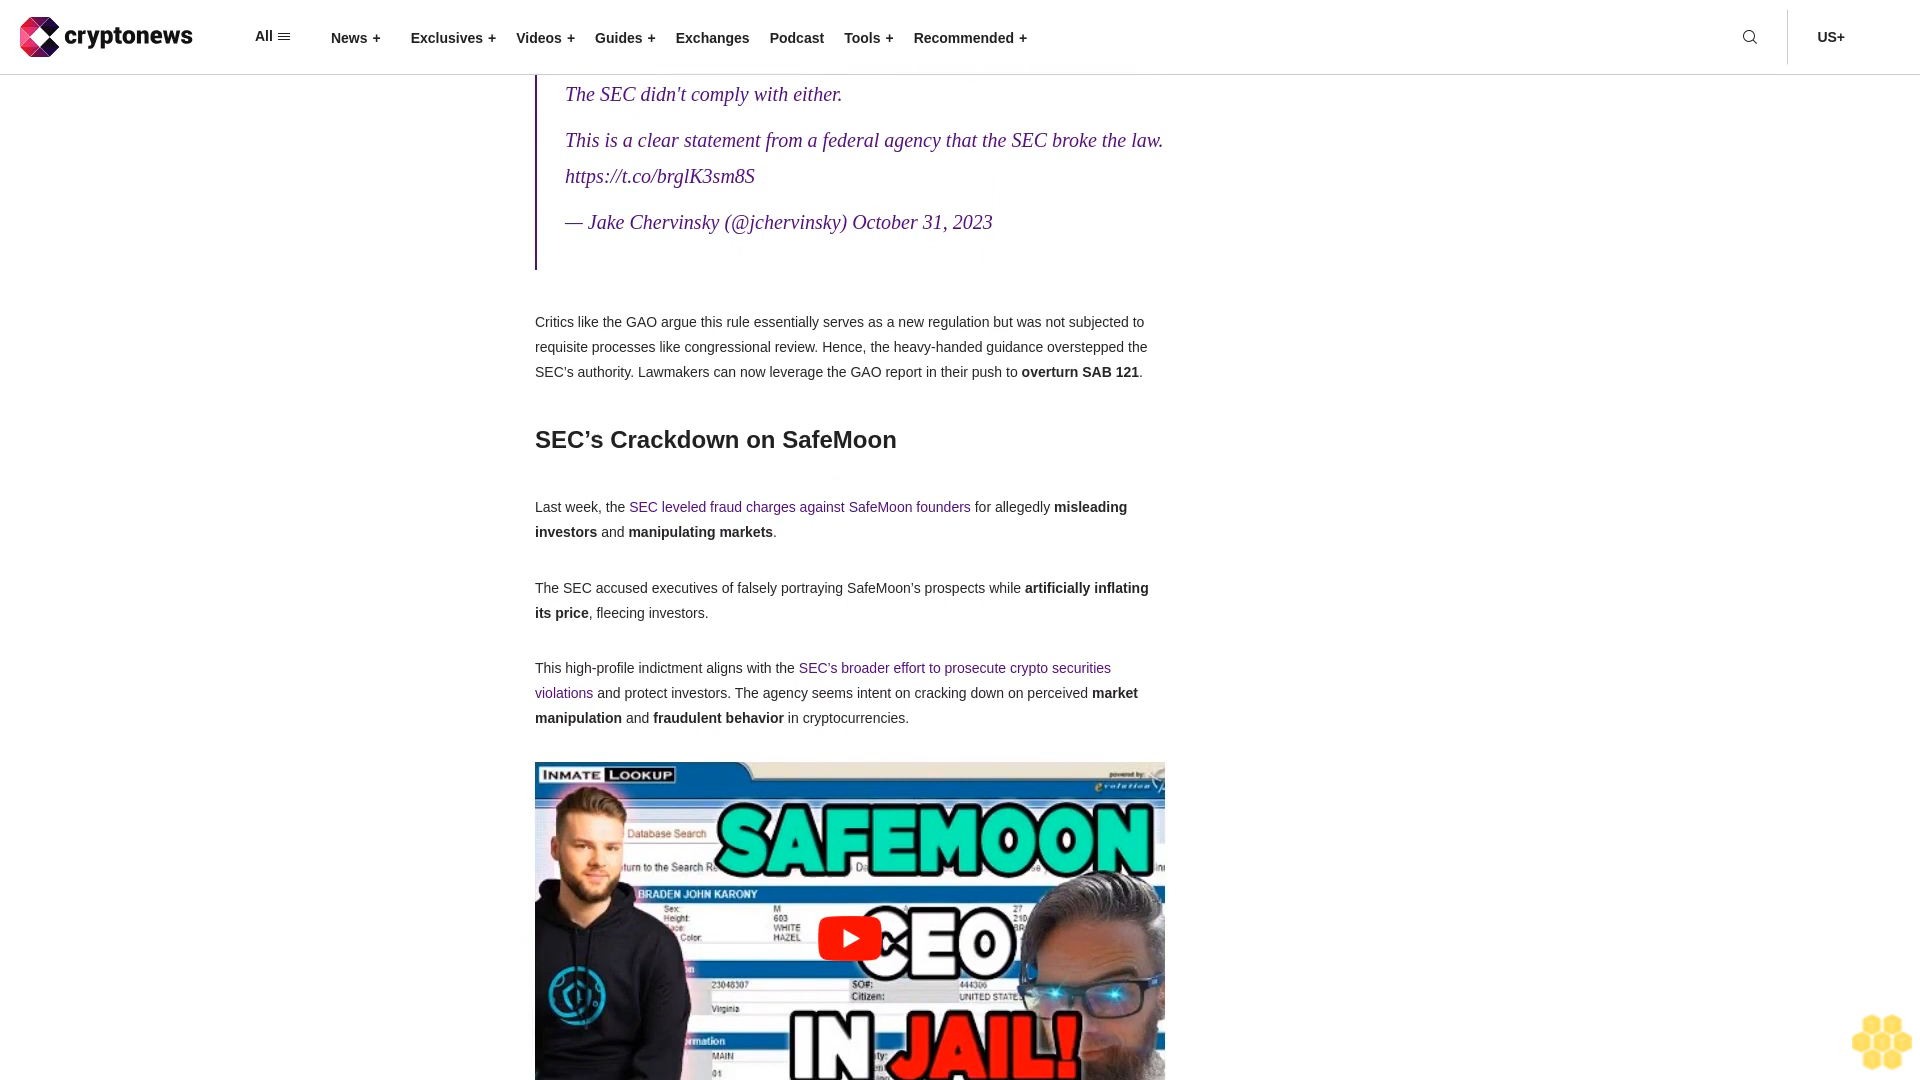 cryptonews
All
News +
Exclusives +
Videos +
Guides +
Exchanges
Podcast
Tools +
Recommended +
US+
The SEC didn't comply with either.
This is a clear statement from a federal agency that the SEC broke the law.
https://t.co/brglK3sm8S
— Jake Chervinsky (@jchervinsky) October 31, 2023
Critics like the GAO argue this rule essentially serves as a new regulation but was not subjected to
requisite processes like congressional review. Hence, the heavy-handed guidance overstepped the
SEC’s authority. Lawmakers can now leverage the GAO report in their push to overturn SAB 121.
SEC’s Crackdown on SafeMoon
Last week, the SEC leveled fraud charges against SafeMoon founders for allegedly misleading
investors and manipulating markets.
The SEC accused executives of falsely portraying SafeMoon’s prospects while artificially inflating
its price, fleecing investors.
This high-profile indictment aligns with the SEC’s broader effort to prosecute crypto securities
violations and protect investors. The agency seems intent on cracking down on perceived market
manipulation and fraudulent behavior in cryptocurrencies.
INMATE LOOKUP
powered by:
evolution
Database Search
SAFEMOON
turn to the Search
BRADEN JOHN KARONY
Sex: M 27
Height: 603 210
WHITE
Color: HAZEL
CEO
23048307 SO#: 444306
Citizen: UNITED STATES
Virginia
IN JAIL!
MAIN
01